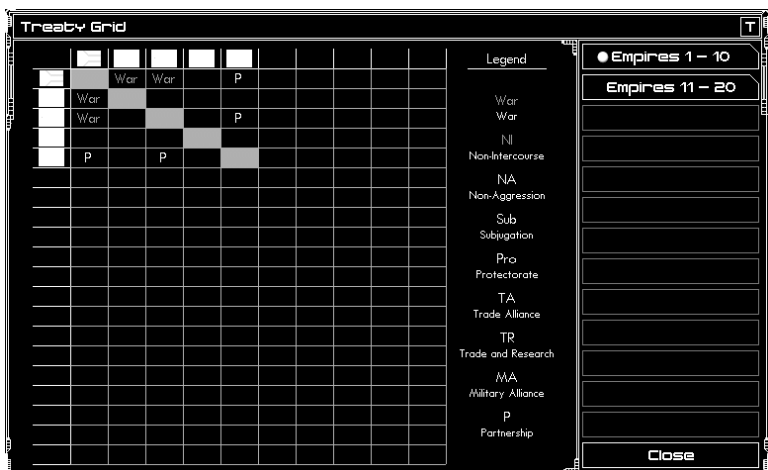 Treaty Grid
T
War War P
War
War P
P P
Legend
War
War
NI
Non-Intercourse
NA
Non-Aggression
Sub
Subjugation
Pro
Protectorate
TA
Trade Alliance
TR
Trade and Research
MA
Military Alliance
P
Partnership
Empires 1 - 10
Empires 11 - 20
Close